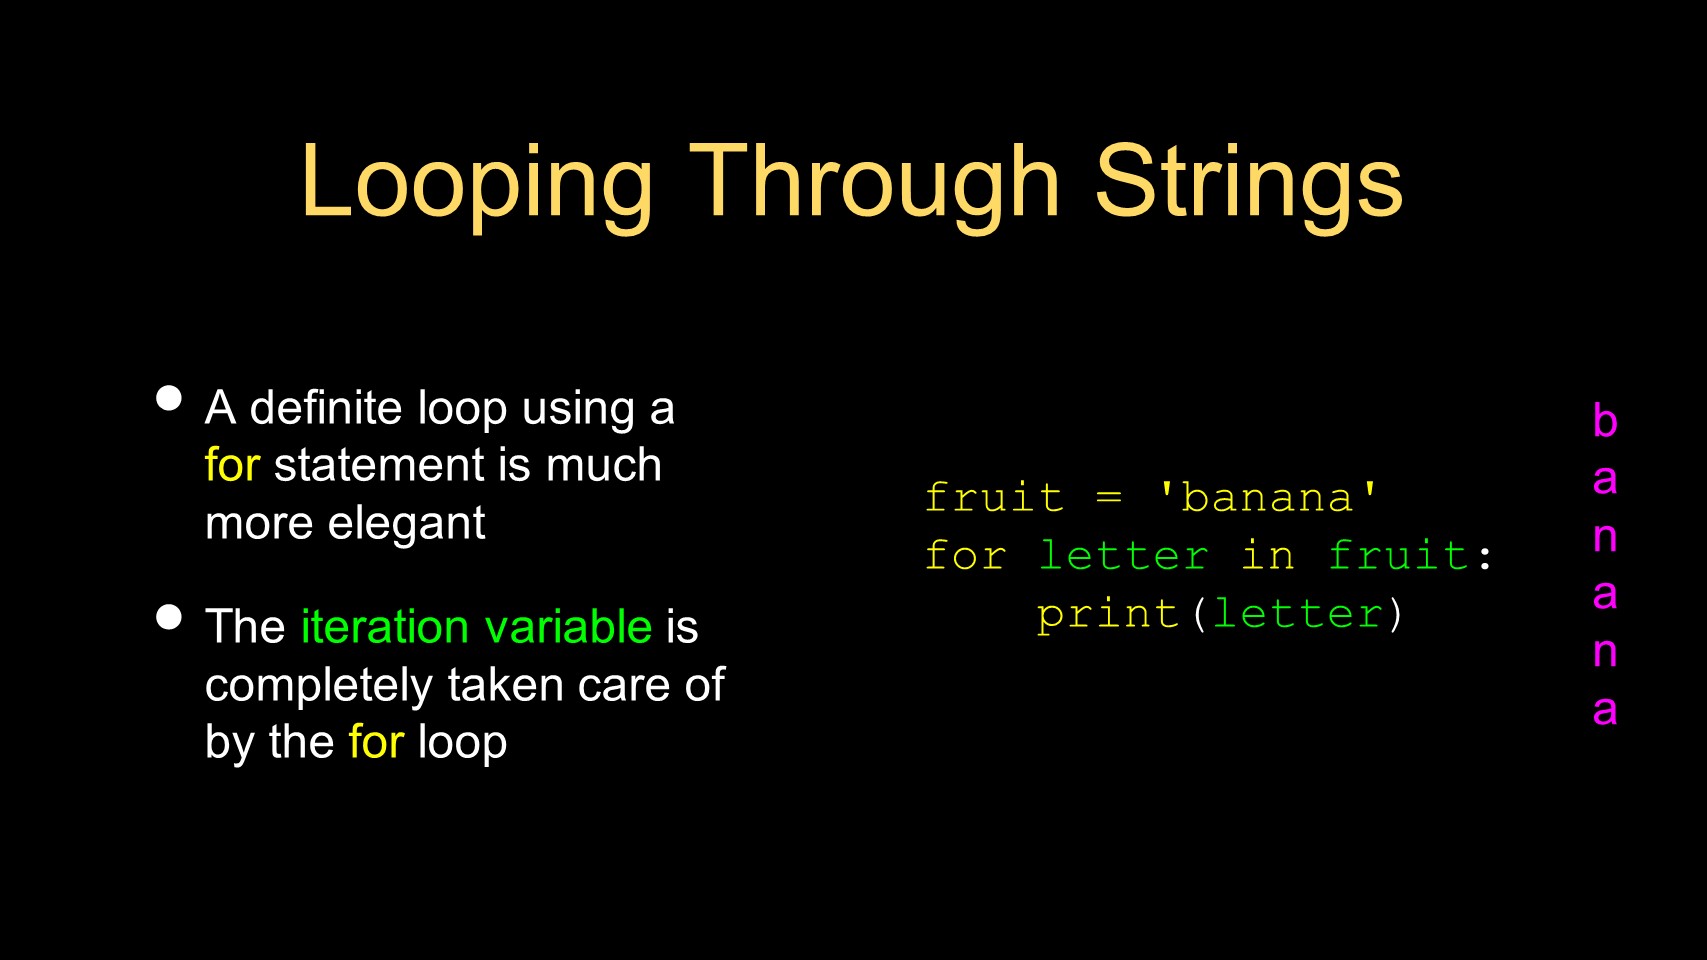 Looping Through Strings
• A definite loop using a
for statement is much
more elegant
• The iteration variable is
completely taken care of
by the for loop
fruit = 'banana'
for letter in fruit:
    print(letter)
b
a
n
a
n
a